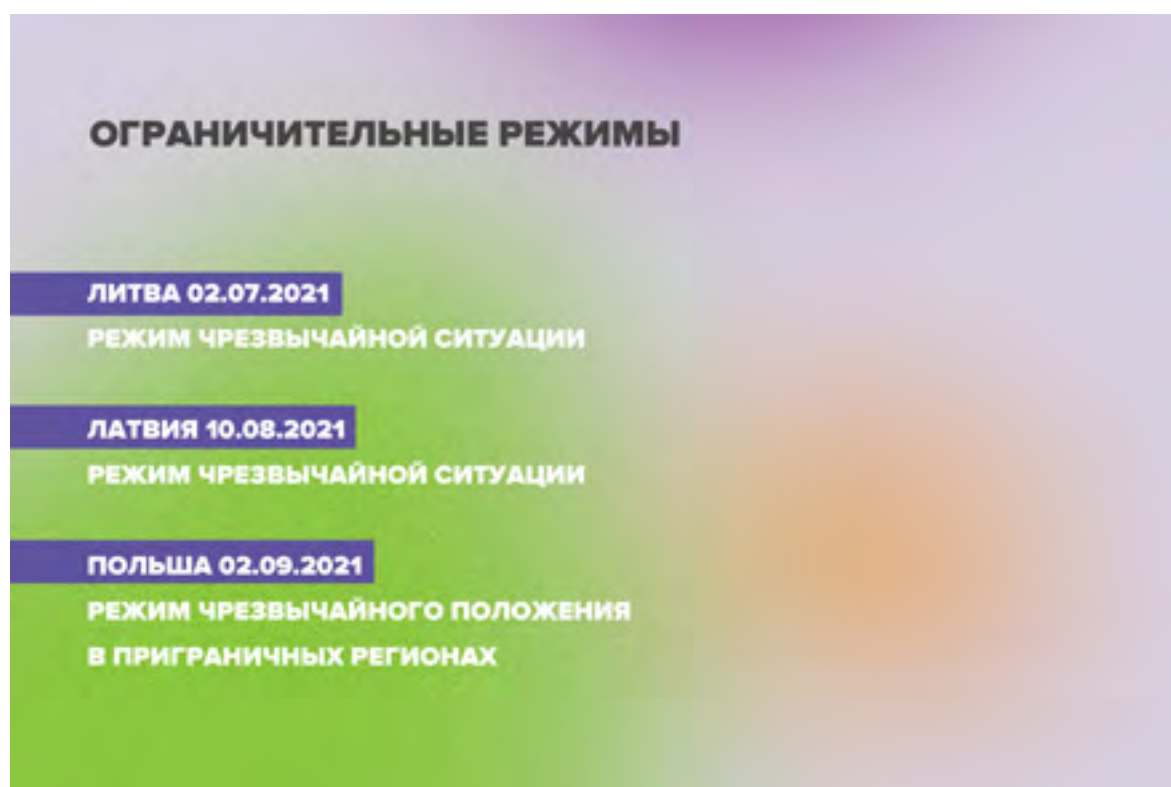 ОГРАНИЧИТЕЛЬНЫЕ РЕЖИМЫ
ЛИТВА 02.07.2021
РЕЖИМ ЧРЕЗВЫЧАЙНОЙ СИТУАЦИИ
ЛАТВИЯ 10.08.2021
РЕЖИМ ЧРЕЗВЫЧАЙНОЙ СИТУАЦИИ
ПОЛЬША 02.09.2021
РЕЖИМ ЧРЕЗВЫЧАЙНОГО ПОЛОЖЕНИЯ
В ПРИГРАНИЧНЫХ РЕГИОНАХ